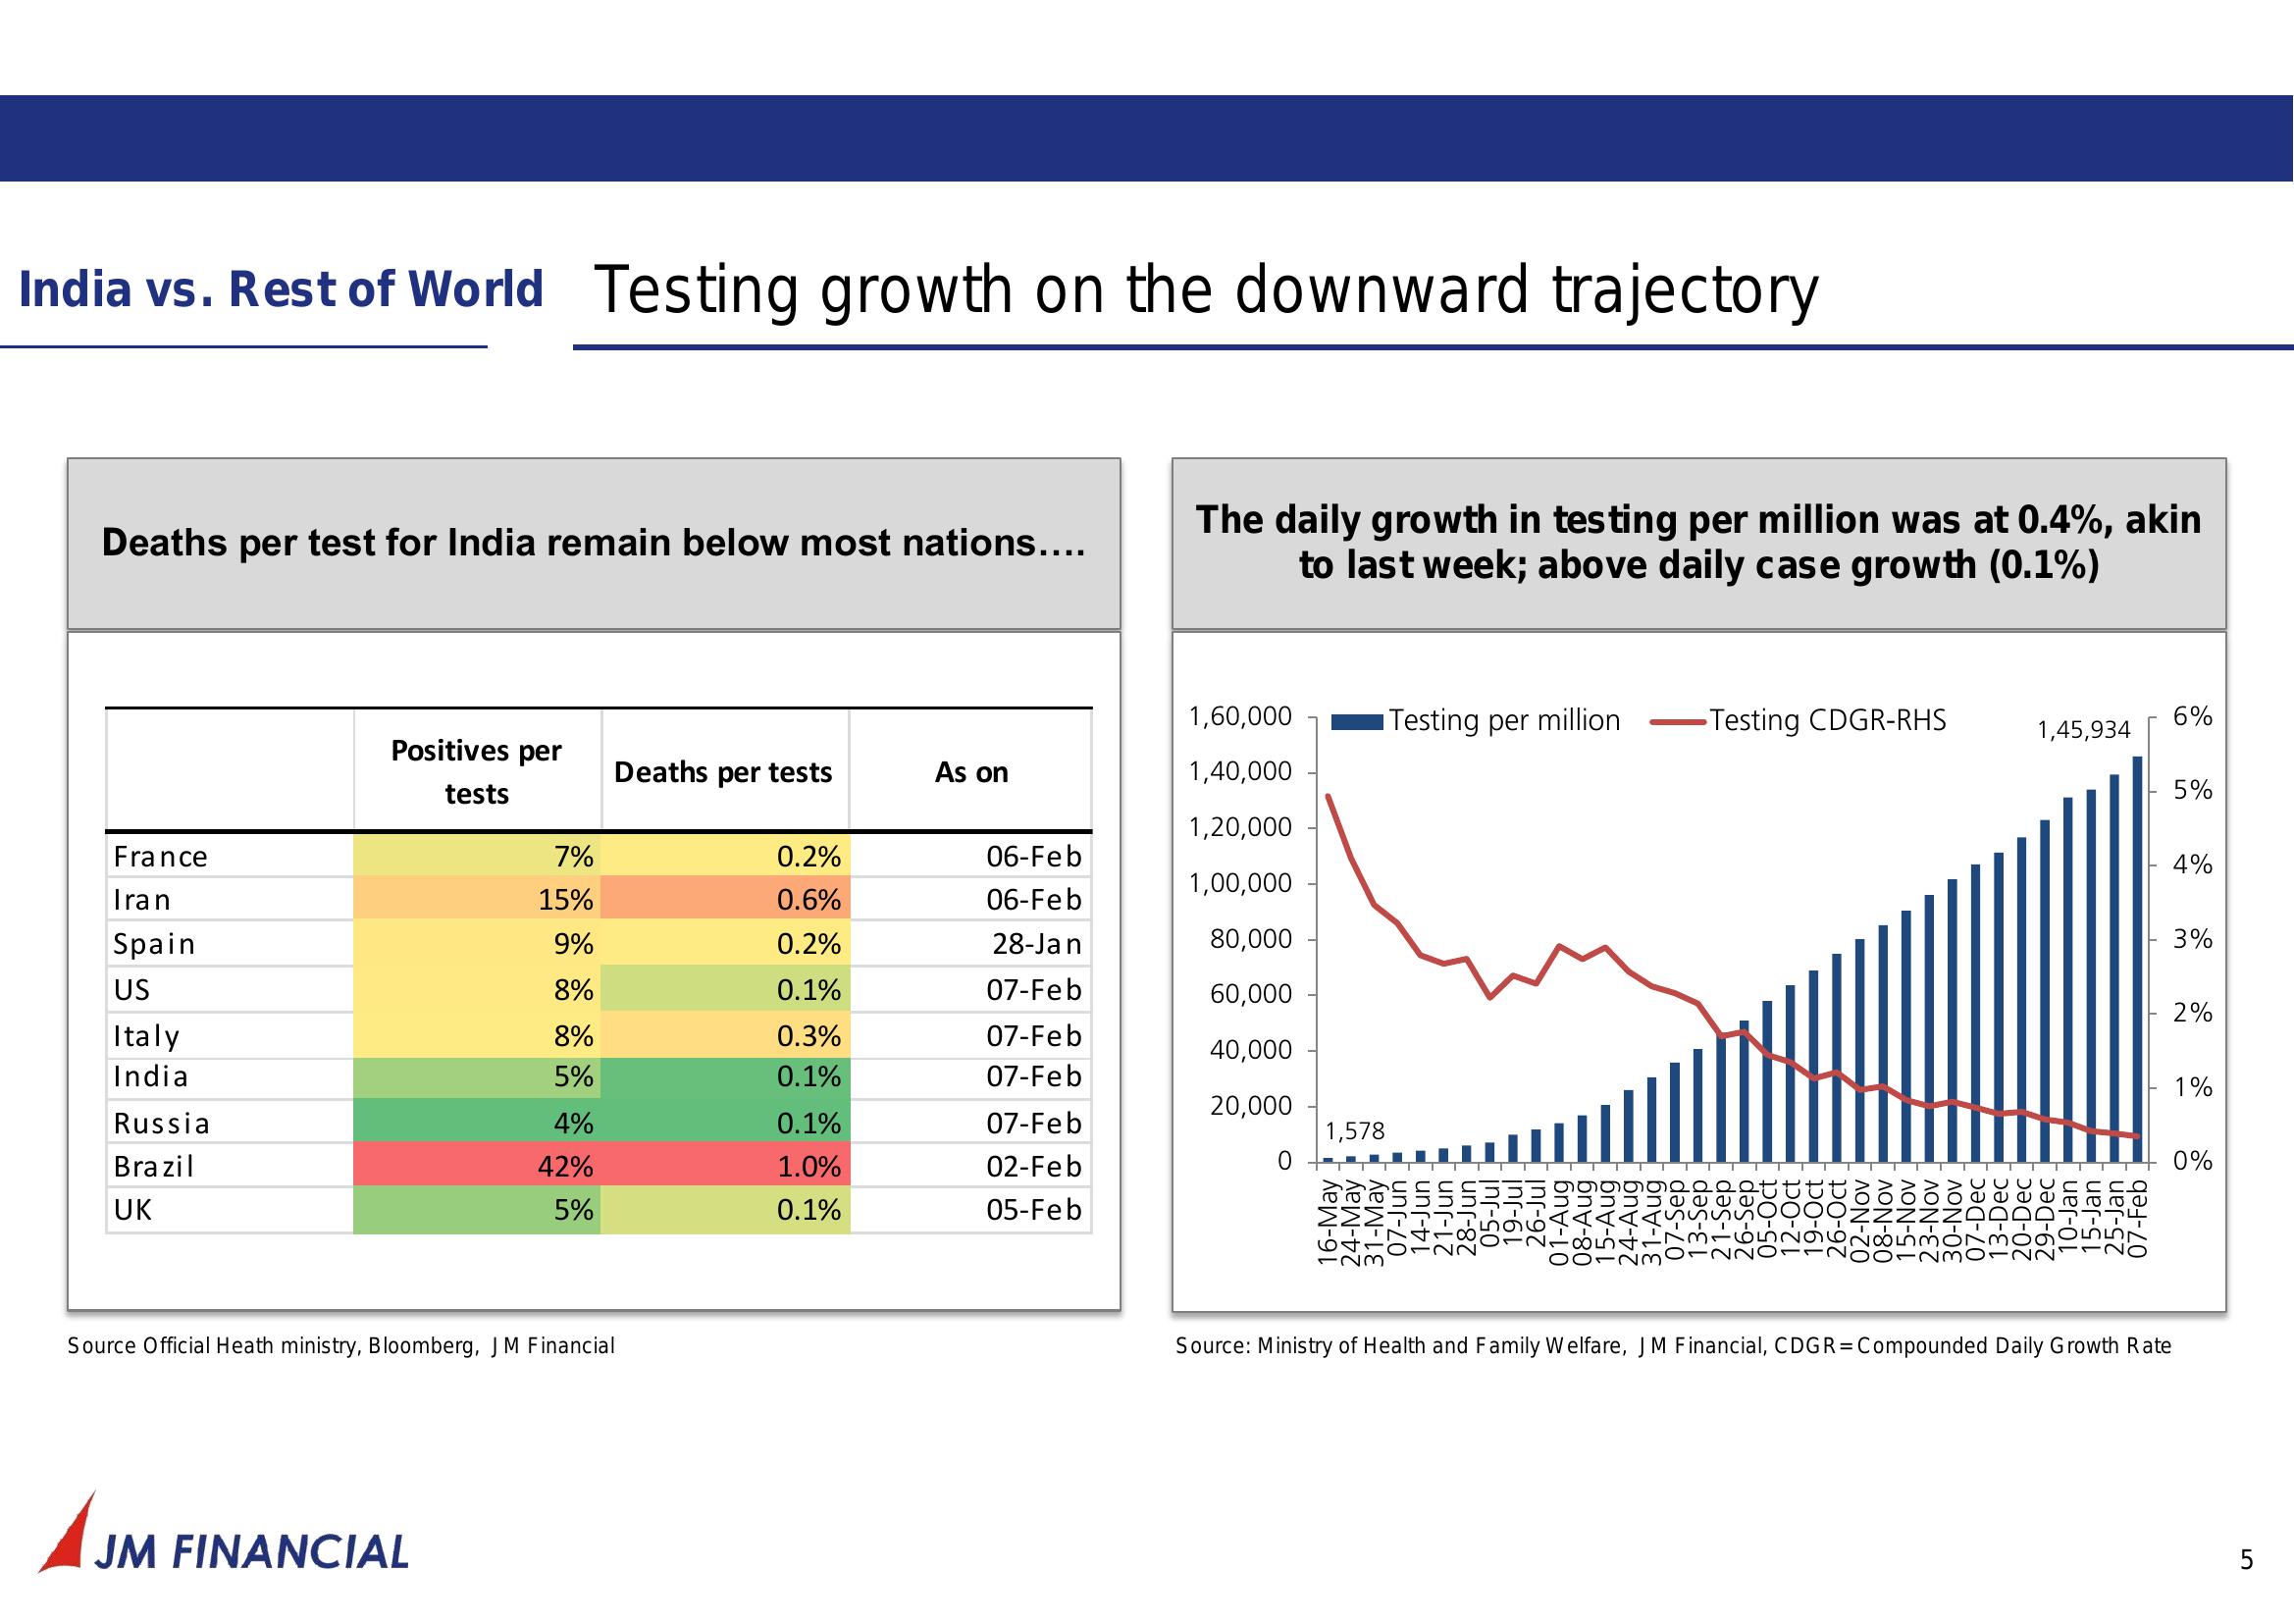 India vs. Rest of World
Testing growth on the downward trajectory
Deaths per test for India remain below most nations....
Positives per
tests
Deaths per tests
As on
France 7% 0.2% 06-Feb
Iran 15% 0.6% 06-Feb
Spain 9% 0.2% 28-Jan
US 8% 0.1% 07-Feb
Italy 8% 0.3% 07-Feb
India 5% 0.1% 07-Feb
Russia 4% 0.1% 07-Feb
Brazil 42% 1.0% 02-Feb
UK 5% 0.1% 05-Feb
Source Official Heath ministry, Bloomberg, JM Financial
The daily growth in testing per million was at 0.4%, akin
to last week; above daily case growth (0.1%)
Testing per million
Testing CDGR-RHS
1,60,000
1,40,000
1,20,000
1,00,000
80,000
60,000
40,000
20,000
0
1,578
1,45,934
6%
5%
4%
3%
2%
1%
0%
16-May
24-May
31-May
07-Jun
14-Jun
21-Jun
28-Jun
05-Jul
19-Jul
26-Jul
01-Aug
08-Aug
15-Aug
24-Aug
31-Aug
07-Sep
13-Sep
21-Sep
26-Sep
05-Oct
12-Oct
19-Oct
26-Oct
02-Nov
08-Nov
15-Nov
23-Nov
30-Nov
07-Dec
13-Dec
20-Dec
29-Dec
10-Jan
15-Jan
25-Jan
07-Feb
Source: Ministry of Health and Family Welfare, JM Financial, CDGR=Compounded Daily Growth Rate
JM FINANCIAL
5